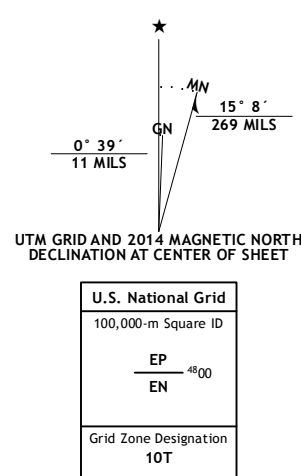 ★
MN
GN
15° 8´
269 MILS
0° 39´
11 MILS
UTM GRID AND 2014 MAGNETIC NORTH
DECLINATION AT CENTER OF SHEET
U.S. National Grid
100,000-m Square ID
EP
⁴⁸00
EN
Grid Zone Designation
10T